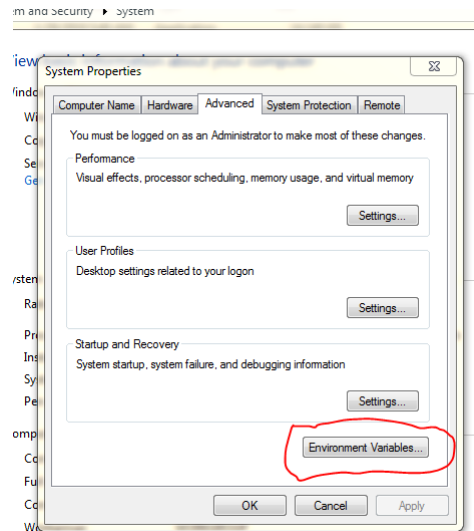 em and Security ▸ System
System Properties
Computer Name Hardware Advanced System Protection Remote
You must be logged on as an Administrator to make most of these changes.
Performance
Visual effects, processor scheduling, memory usage, and virtual memory
Settings...
User Profiles
Desktop settings related to your logon
Settings...
Startup and Recovery
System startup, system failure, and debugging information
Settings...
Environment Variables...
OK Cancel Apply